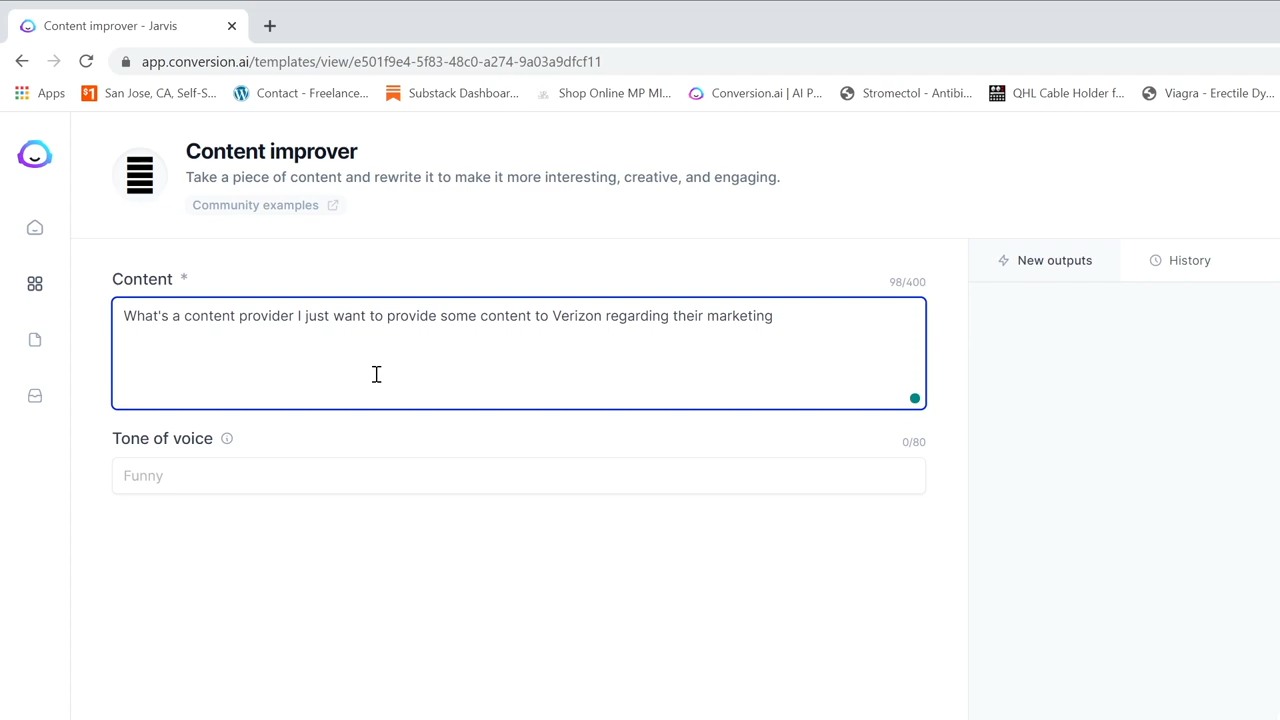 Content improver - Jarvis
app.conversion.ai/templates/view/e501f9e4-5f83-48c0-a274-9a03a9dfcf11
Apps $1 San Jose, CA, Self-S... Contact - Freelance... Substack Dashboar... Shop Online MP MI... Conversion.ai | AI P... Stromectol - Antibi... QHL Cable Holder f... Viagra - Erectile Dy...
Content improver
Take a piece of content and rewrite it to make it more interesting, creative, and engaging.
Community examples
New outputs History
Content * 98/400
What's a content provider I just want to provide some content to Verizon regarding their marketing
Tone of voice 0/80
Funny